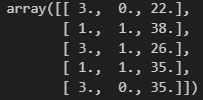 array([[ 3., 0., 22.],
[ 1., 1., 38.],
[ 3., 1., 26.],
[ 1., 1., 35.],
[ 3., 0., 35.]])